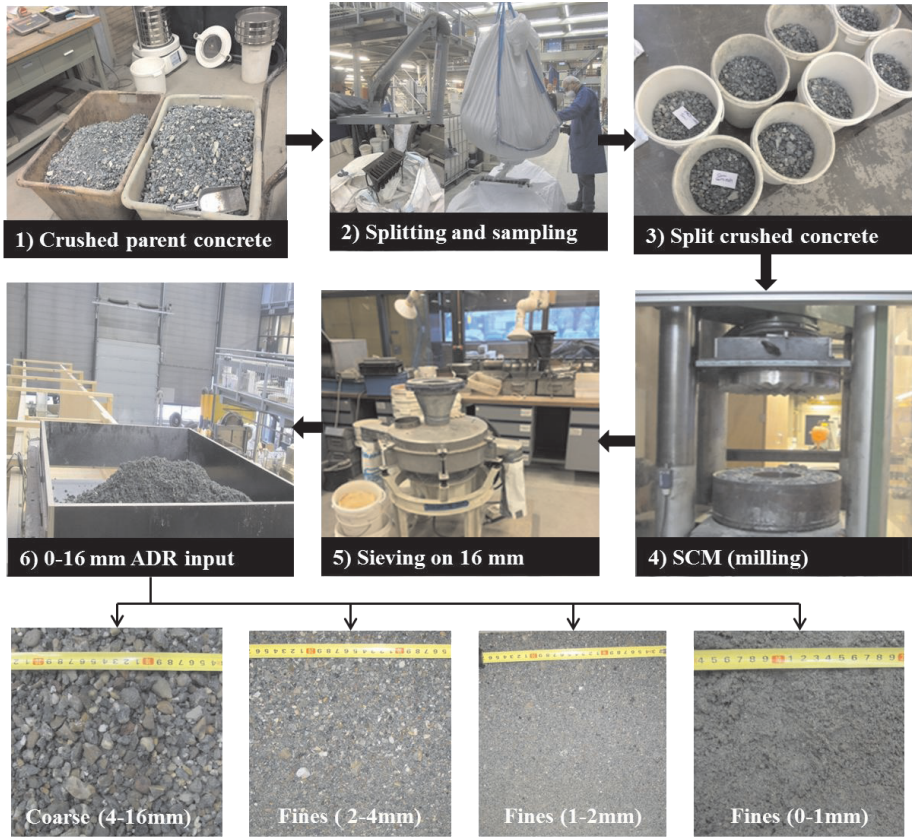 1) Crushed parent concrete
2) Splitting and sampling
3) Split crushed concrete
6) 0-16 mm ADR input
5) Sieving on 16 mm
4) SCM (milling)
Coarse (4-16mm)
Fines (2-4mm)
Fines (1-2mm)
Fines (0-1mm)